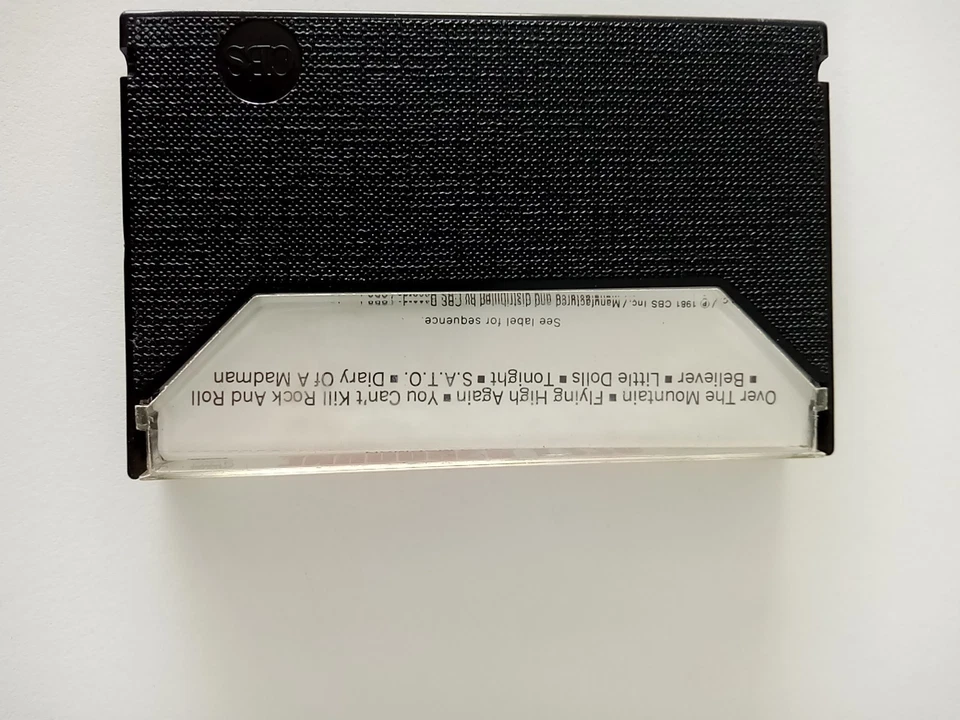 Over The Mountain ■ Flying High Again ■ You Can't Kill Rock And Roll
■ Believer ■ Little Dolls ■ Tonight ■ S.A.T.O. ■ Diary Of A Madman
See label for sequence.
℗ 1981 CBS Inc. / Manufactured and distributed by CBS
CBS